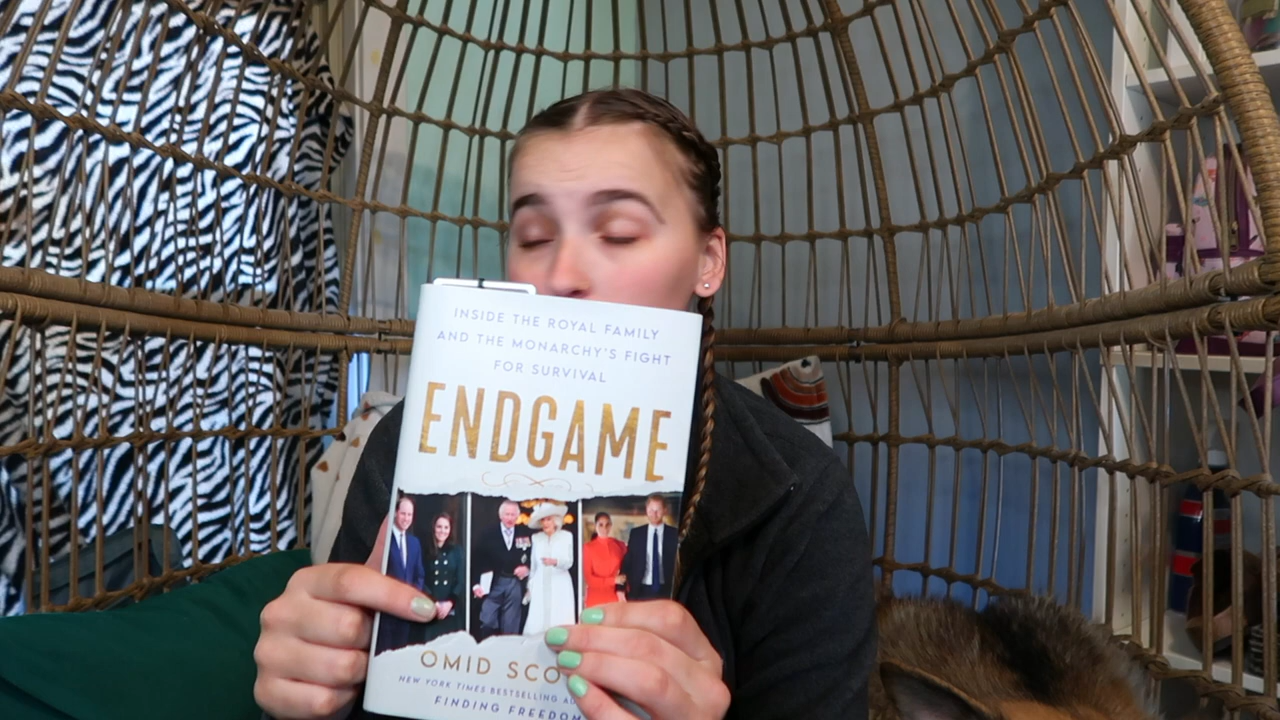 INSIDE THE ROYAL FAMILY
AND THE MONARCHY'S FIGHT
FOR SURVIVAL
ENDGAME
OMID SCO
NEW YORK TIMES BESTSELLING AU
FINDING FREEDOM